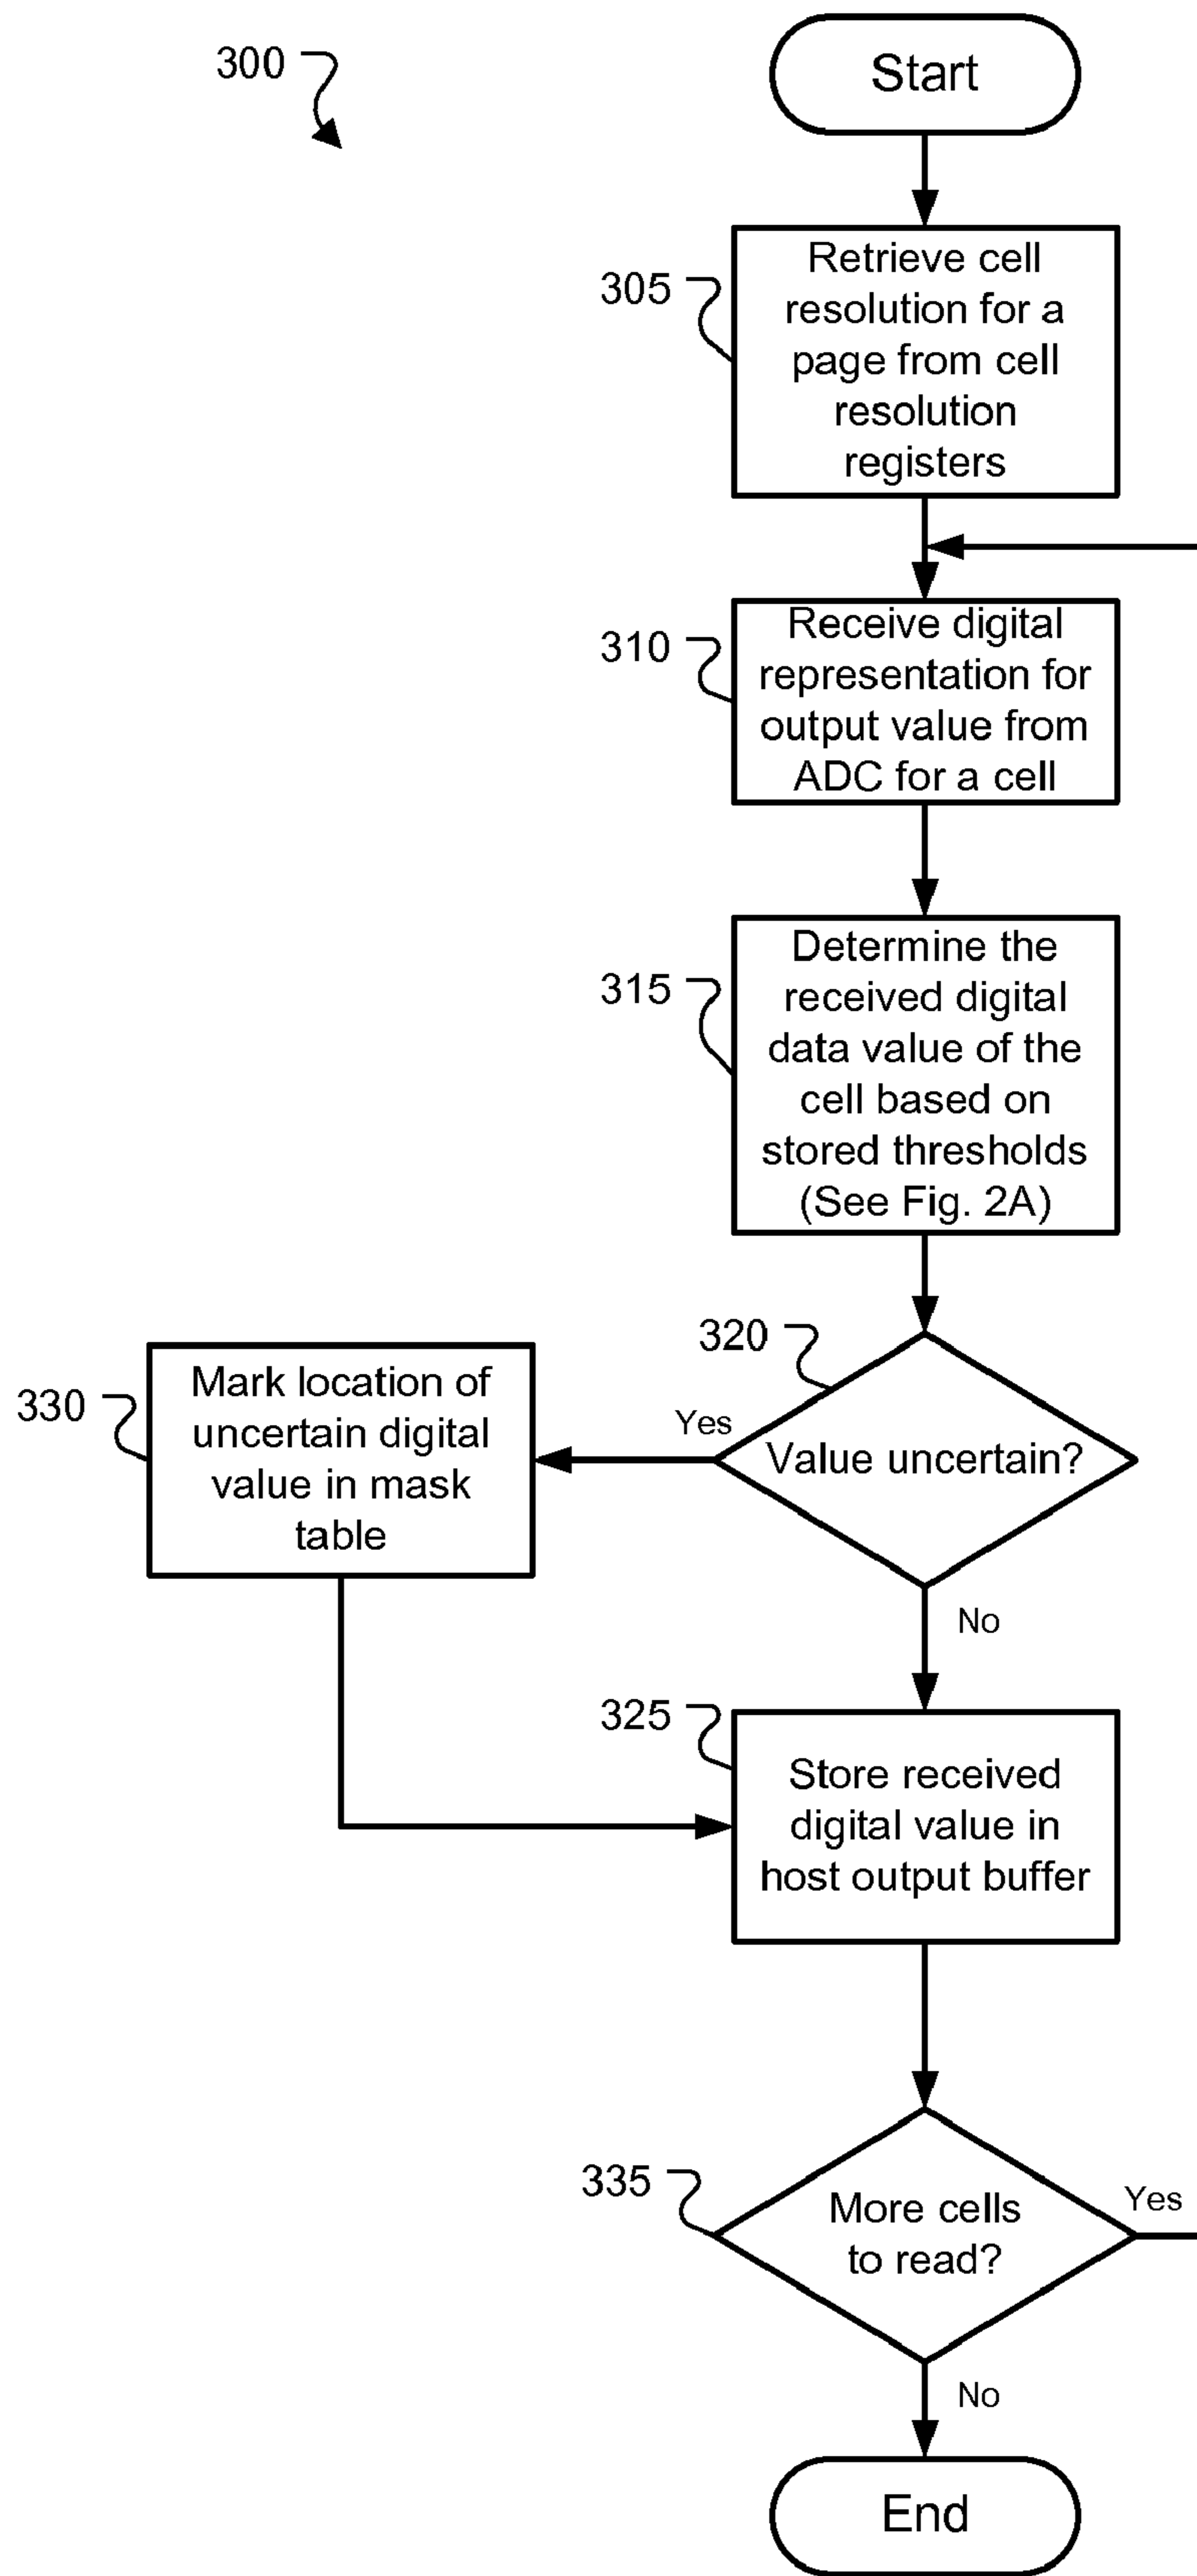 300
Start
305
Retrieve cell
resolution for a
page from cell
resolution
registers
310
Receive digital
representation for
output value from
ADC for a cell
315
Determine the
received digital
data value of the
cell based on
stored thresholds
(See Fig. 2A)
320
Value uncertain?
Yes
330
Mark location of
uncertain digital
value in mask
table
No
325
Store received
digital value in
host output buffer
335
More cells
to read?
Yes
No
End